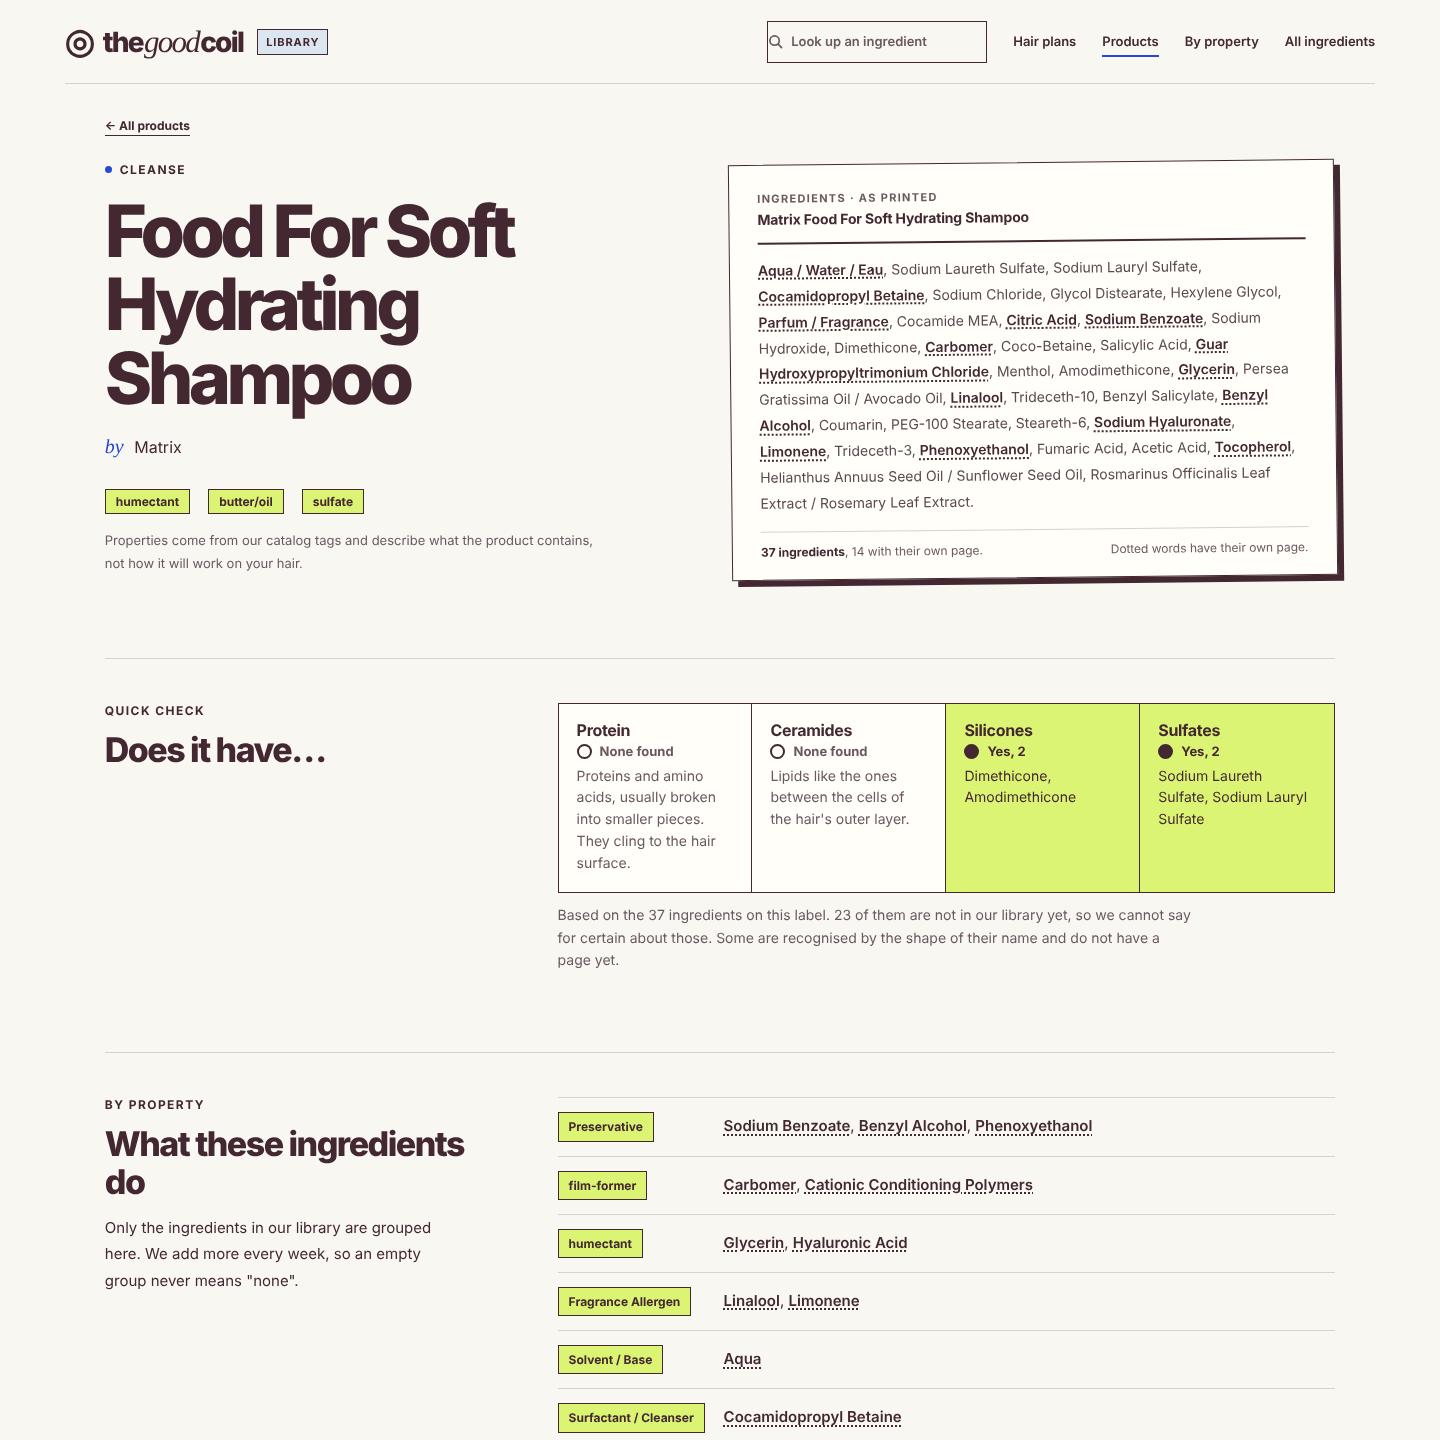 thegoodcoil LIBRARY
Look up an ingredient
Hair plans Products By property All ingredients
← All products
CLEANSE
Food For Soft
Hydrating
Shampoo
by Matrix
humectant butter/oil sulfate
Properties come from our catalog tags and describe what the product contains,
not how it will work on your hair.
INGREDIENTS · AS PRINTED
Matrix Food For Soft Hydrating Shampoo
Aqua / Water / Eau, Sodium Laureth Sulfate, Sodium Lauryl Sulfate,
Cocamidopropyl Betaine, Sodium Chloride, Glycol Distearate, Hexylene Glycol,
Parfum / Fragrance, Cocamide MEA, Citric Acid, Sodium Benzoate, Sodium
Hydroxide, Dimethicone, Carbomer, Coco-Betaine, Salicylic Acid, Guar
Hydroxypropyltrimonium Chloride, Menthol, Amodimethicone, Glycerin, Persea
Gratissima Oil / Avocado Oil, Linalool, Trideceth-10, Benzyl Salicylate, Benzyl
Alcohol, Coumarin, PEG-100 Stearate, Steareth-6, Sodium Hyaluronate,
Limonene, Trideceth-3, Phenoxyethanol, Fumaric Acid, Acetic Acid, Tocopherol,
Helianthus Annuus Seed Oil / Sunflower Seed Oil, Rosmarinus Officinalis Leaf
Extract / Rosemary Leaf Extract.
37 ingredients, 14 with their own page.
Dotted words have their own page.
QUICK CHECK
Does it have…
Protein
None found
Proteins and amino
acids, usually broken
into smaller pieces.
They cling to the hair
surface.
Ceramides
None found
Lipids like the ones
between the cells of
the hair's outer layer.
Silicones
Yes, 2
Dimethicone,
Amodimethicone
Sulfates
Yes, 2
Sodium Laureth
Sulfate, Sodium Lauryl
Sulfate
Based on the 37 ingredients on this label. 23 of them are not in our library yet, so we cannot say
for certain about those. Some are recognised by the shape of their name and do not have a
page yet.
BY PROPERTY
What these ingredients
do
Only the ingredients in our library are grouped
here. We add more every week, so an empty
group never means "none".
Preservative Sodium Benzoate, Benzyl Alcohol, Phenoxyethanol
film-former Carbomer, Cationic Conditioning Polymers
humectant Glycerin, Hyaluronic Acid
Fragrance Allergen Linalool, Limonene
Solvent / Base Aqua
Surfactant / Cleanser Cocamidopropyl Betaine